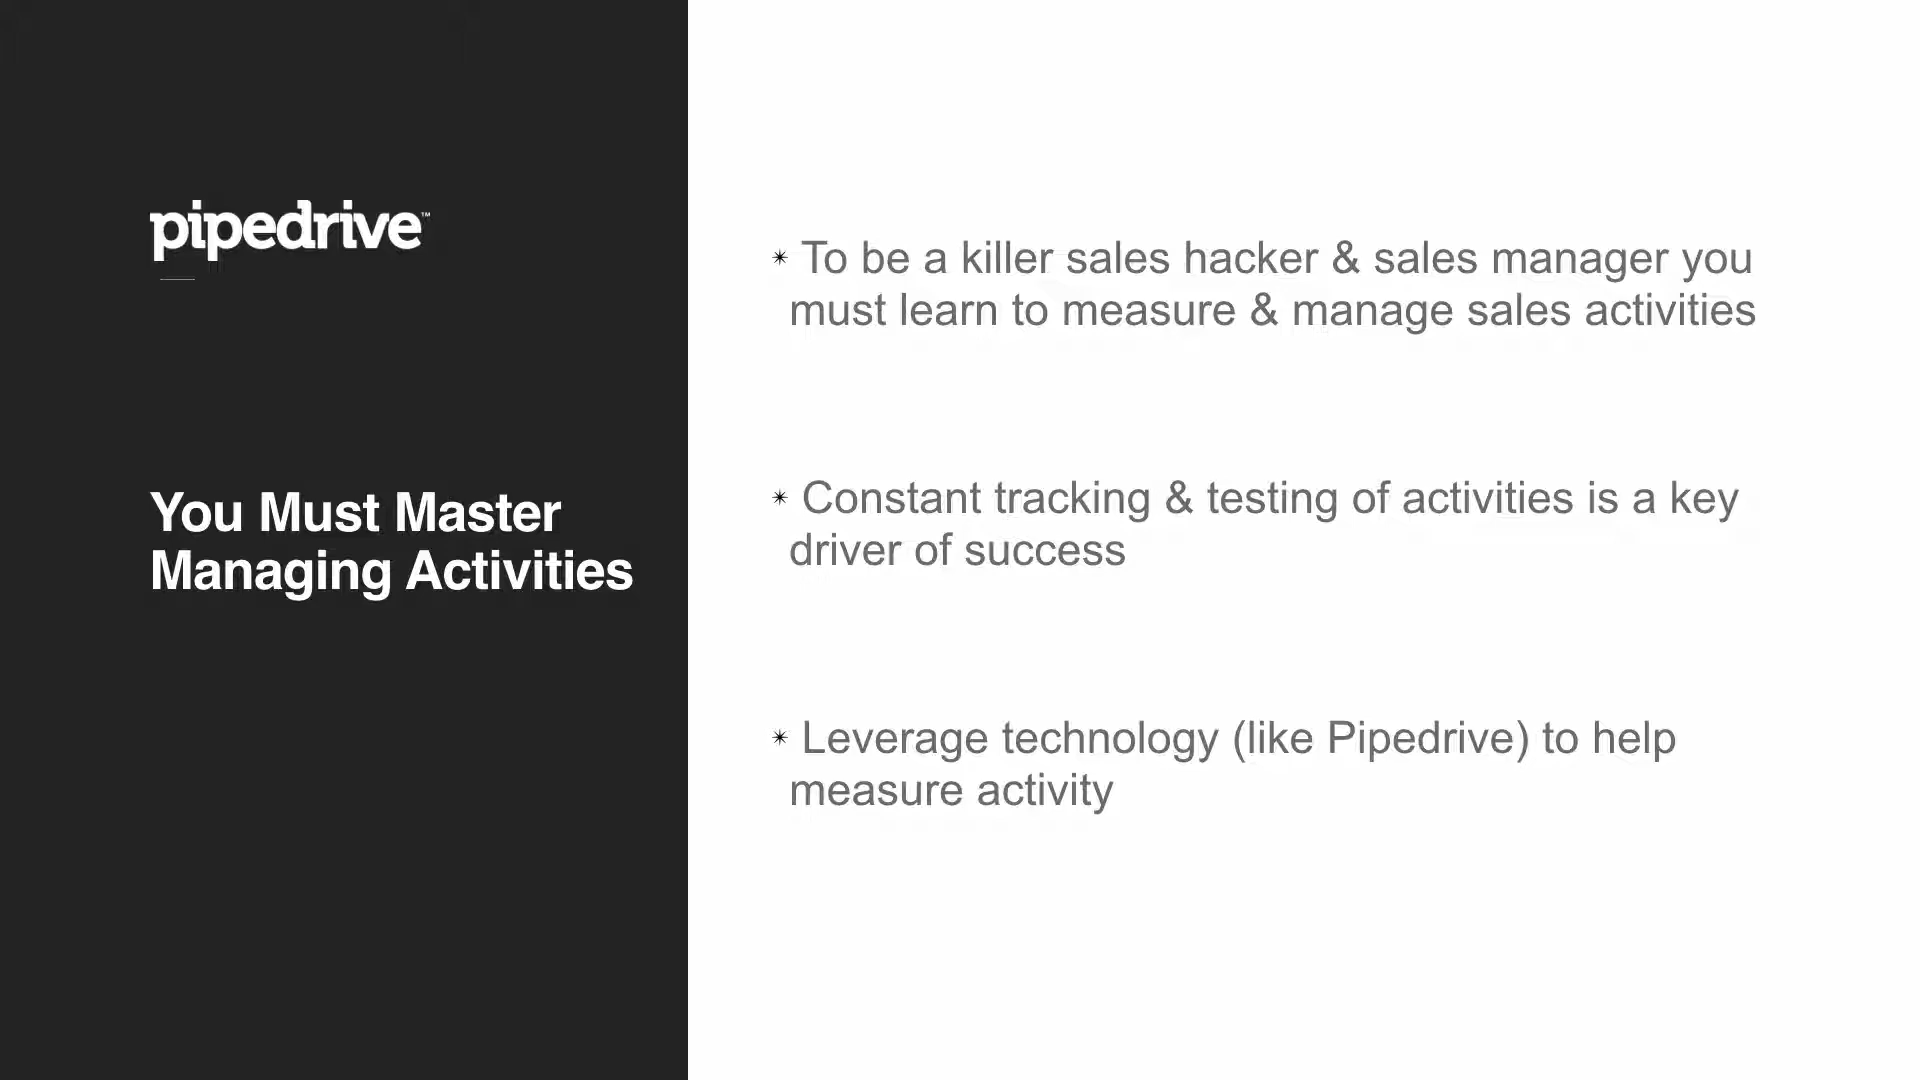 pipedrive™
You Must Master
Managing Activities
✴ To be a killer sales hacker & sales manager you
must learn to measure & manage sales activities
✴ Constant tracking & testing of activities is a key
driver of success
✴ Leverage technology (like Pipedrive) to help
measure activity